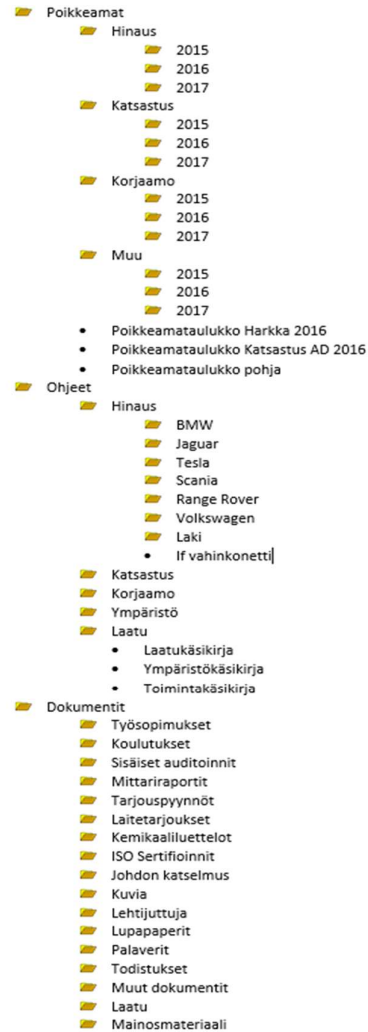 Poikkeamat
Hinaus
2015
2016
2017
Katsastus
2015
2016
2017
Korjaamo
2015
2016
2017
Muu
2015
2016
2017
• Poikkeamataulukko Harkka 2016
• Poikkeamataulukko Katsastus AD 2016
• Poikkeamataulukko pohja
Ohjeet
Hinaus
BMW
Jaguar
Tesla
Scania
Range Rover
Volkswagen
Laki
• If vahinkonetti
Katsastus
Korjaamo
Ympäristö
Laatu
• Laatukäsikirja
• Ympäristökäsikirja
• Toimintakäsikirja
Dokumentit
Työsopimukset
Koulutukset
Sisäiset auditoinnit
Mittariraportit
Tarjouspyynnöt
Laitetarjoukset
Kemikaaliluettelot
ISO Sertifioinnit
Johdon katselmus
Kuvia
Lehtijuttuja
Lupapaperit
Palaverit
Todistukset
Muut dokumentit
Laatu
Mainosmateriaali